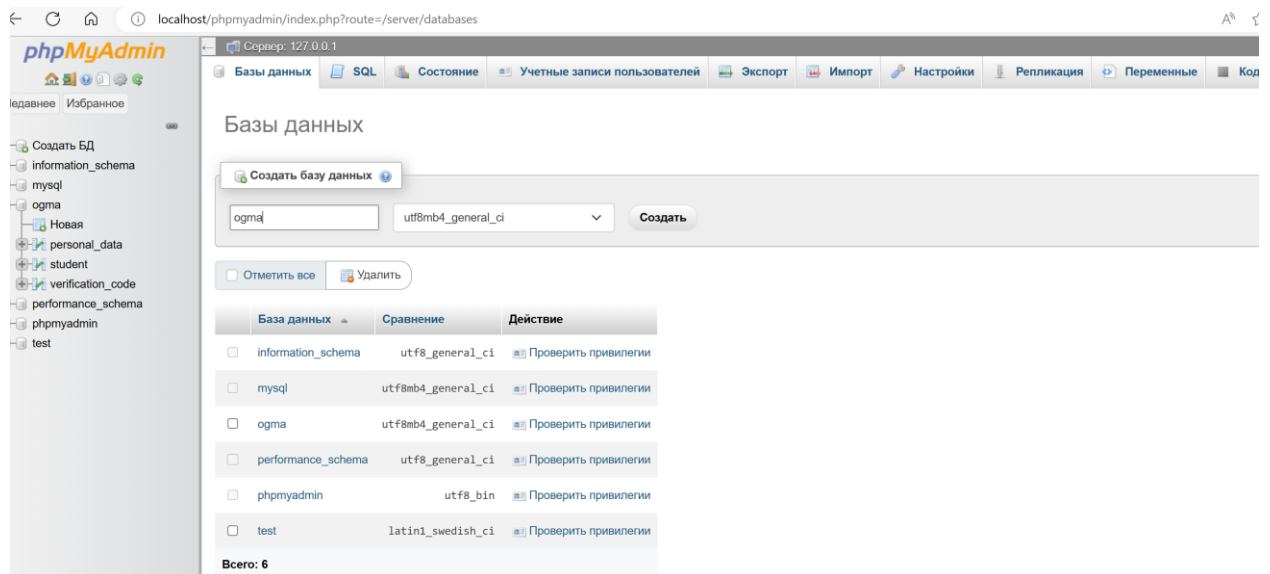 localhost/phpmyadmin/index.php?route=/server/databases
phpMyAdmin
Недавнее Избранное
Создать БД
information_schema
mysql
ogma
Новая
personal_data
student
verification_code
performance_schema
phpmyadmin
test
Сервер: 127.0.0.1
Базы данных SQL Состояние Учетные записи пользователей Экспорт Импорт Настройки Репликация Переменные Код
Базы данных
Создать базу данных
ogma utf8mb4_general_ci Создать
Отметить все Удалить
База данных Сравнение Действие
information_schema utf8_general_ci Проверить привилегии
mysql utf8mb4_general_ci Проверить привилегии
ogma utf8mb4_general_ci Проверить привилегии
performance_schema utf8_general_ci Проверить привилегии
phpmyadmin utf8_bin Проверить привилегии
test latin1_swedish_ci Проверить привилегии
Всего: 6